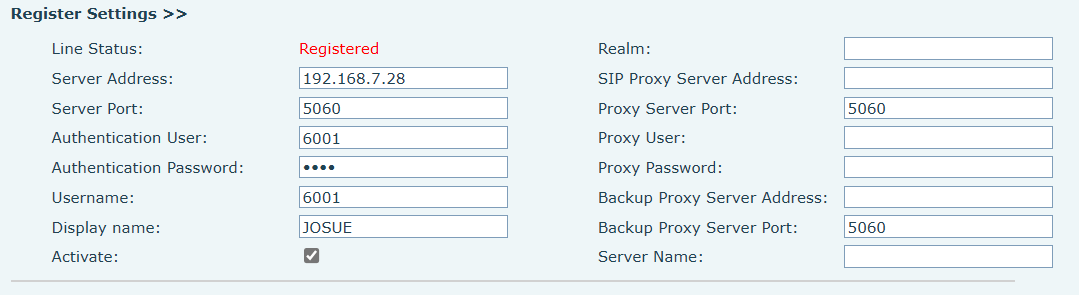 Register Settings >>
Line Status: Registered Realm:
Server Address: 192.168.7.28 SIP Proxy Server Address:
Server Port: 5060 Proxy Server Port: 5060
Authentication User: 6001 Proxy User:
Authentication Password: •••• Proxy Password:
Username: 6001 Backup Proxy Server Address:
Display name: JOSUE Backup Proxy Server Port: 5060
Activate: Server Name: